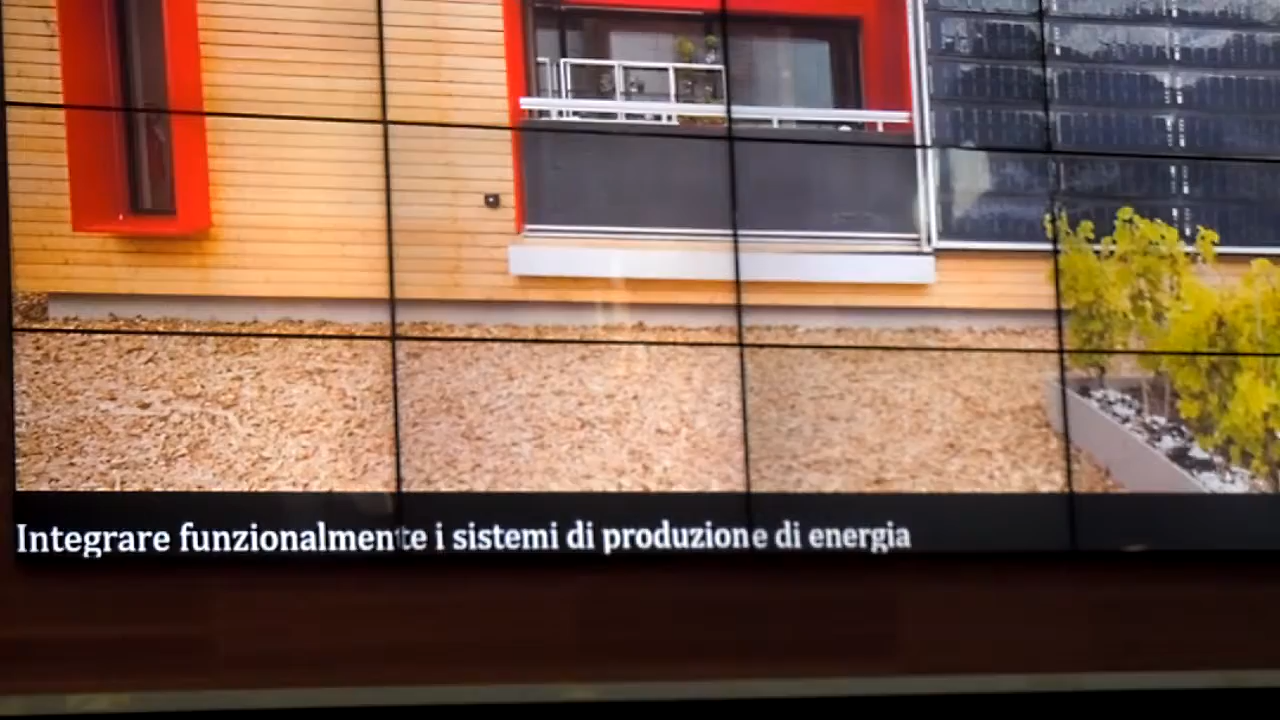 Integrare funzionalmente i sistemi di produzione di energia